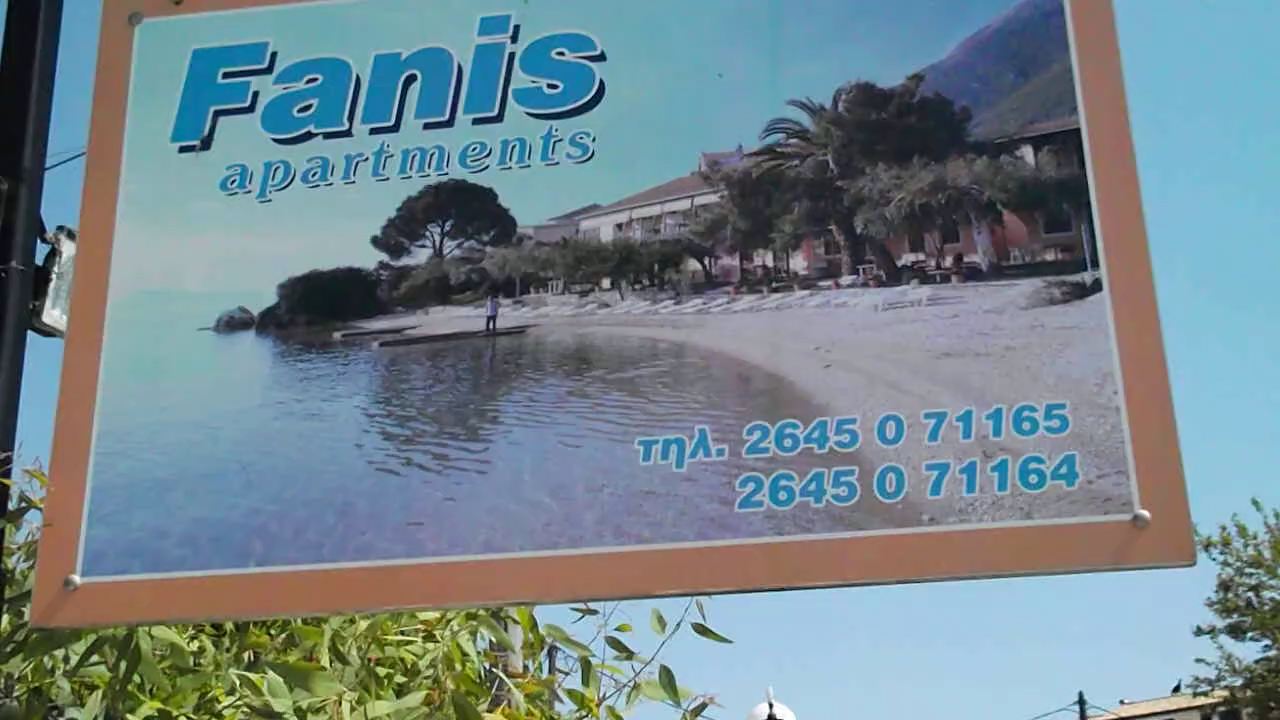 Fanis
apartments
τηλ. 2645 0 71165
2645 0 71164